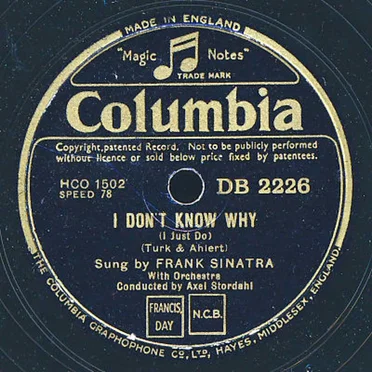 MADE IN ENGLAND
"Magic Notes"
TRADE MARK
Columbia
Copyright, patented Record. Not to be publicly performed
without licence or sold below price fixed by patentees.
HCO 1502 DB 2226
SPEED 78
I DON'T KNOW WHY
(I Just Do)
(Turk & Ahlert)
Sung by FRANK SINATRA
With Orchestra
Conducted by Axel Stordahl
FRANCIS, N.C.B.
DAY
THE COLUMBIA GRAPHOPHONE CO, LTD, HAYES, MIDDLESEX, ENGLAND.